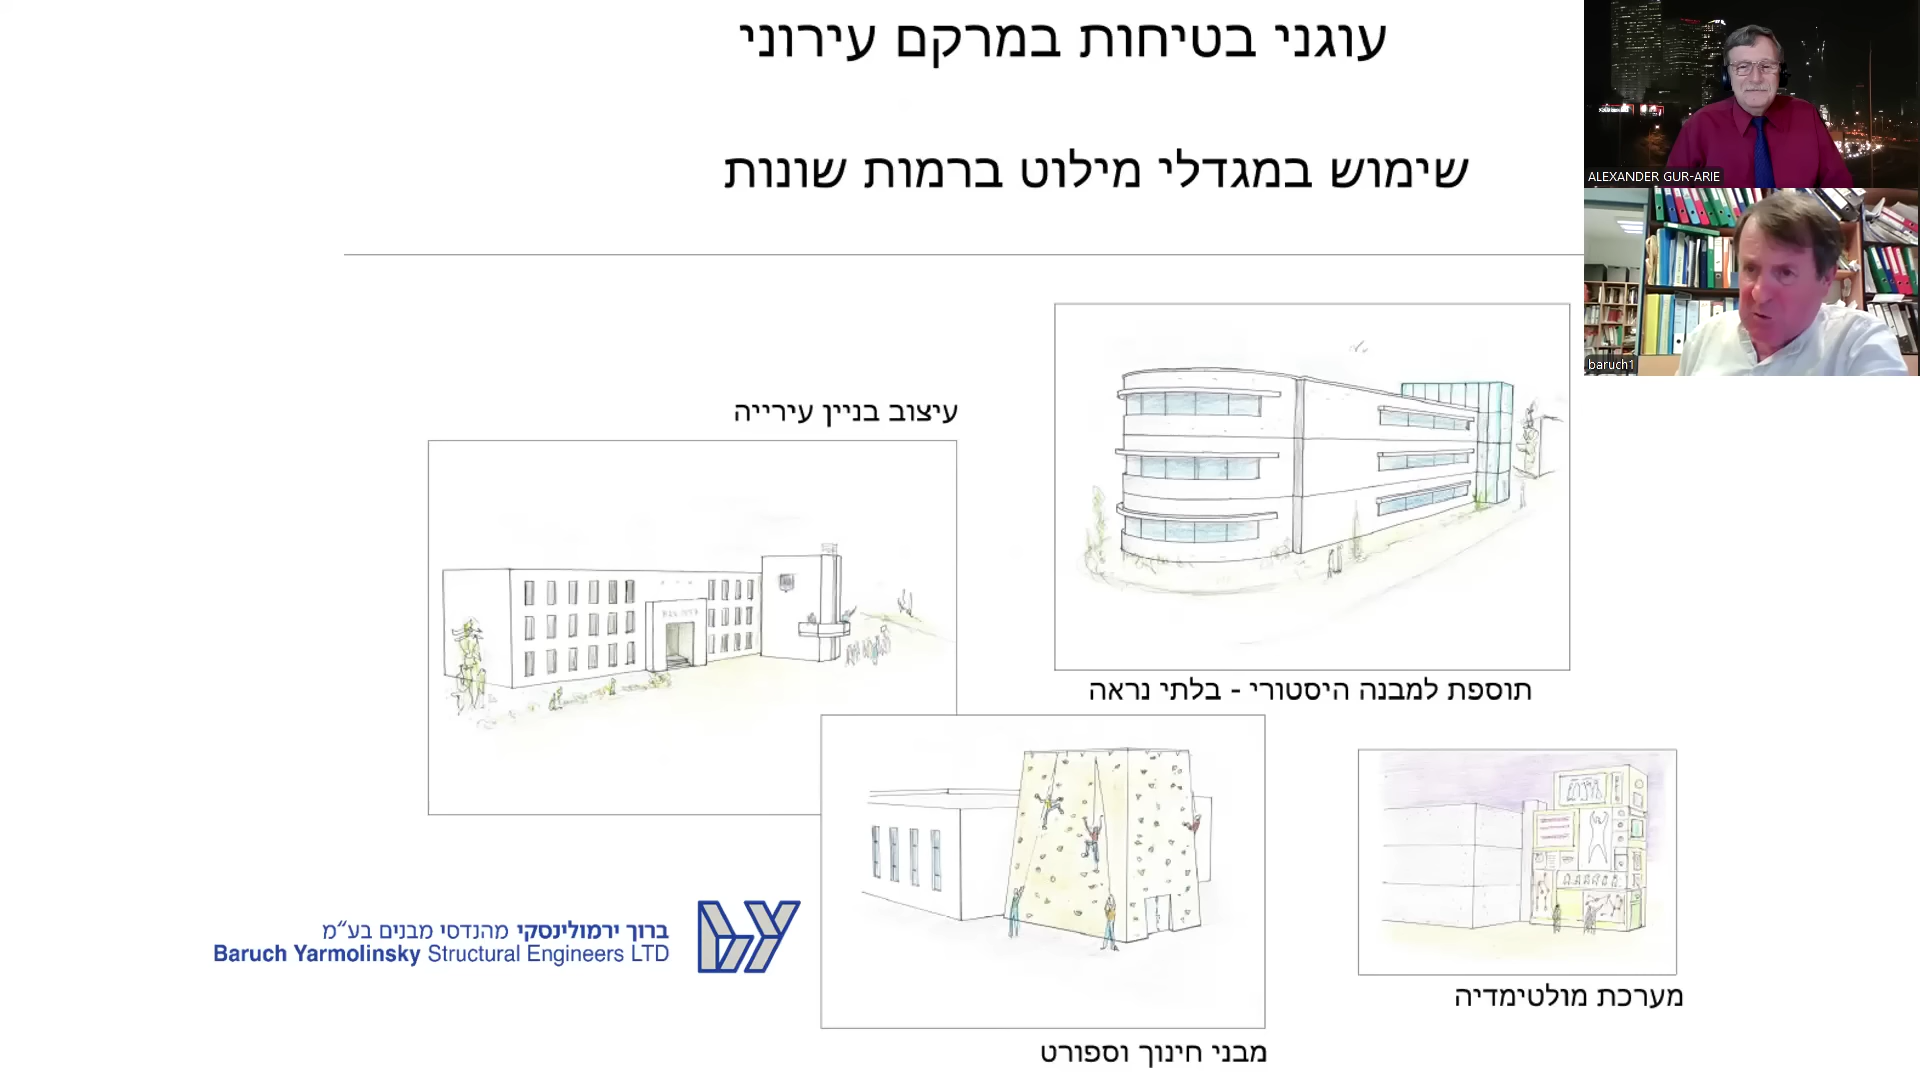 עוגני בטיחות במרקם עירוני
שימוש במגדלי מילוט ברמות שונות
ALEXANDER GUR-ARIE
baruch1
עיצוב בניין עירייה
תוספת למבנה היסטורי - בלתי נראה
ברוך ירמולינסקי מהנדסי מבנים בע״מ
Baruch Yarmolinsky Structural Engineers LTD
מערכת מולטימדיה
מבני חינוך וספורט